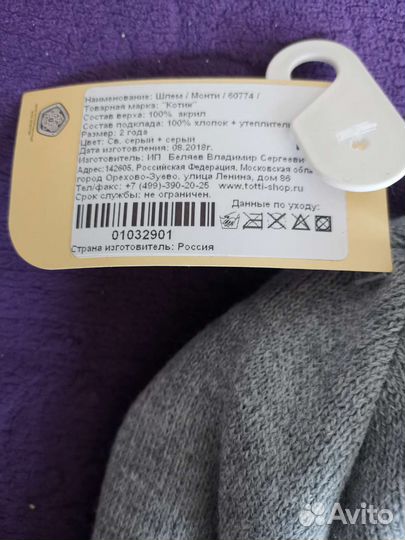 Наименование: Шлем / Монти / 60774 /
Товарная марка: "Котик"
Состав верха: 100% акрил
Состав подклада: 100% хлопок + утеплитель
Размер: 2 года
Цвет: Св. серый + серый
Дата изготовления: 08.2018г.
Изготовитель: ИП Беляев Владимир Сергееви
Адрес:142605, Российская Федерация, Московская обл
город Орехово-Зуево, улица Ленина, дом 86
Тел/факс: +7 (499)-390-20-25 www.totti-shop.ru
Срок службы: не ограничен.
Данные по уходу:
01032901
Страна изготовитель: Россия
Avito